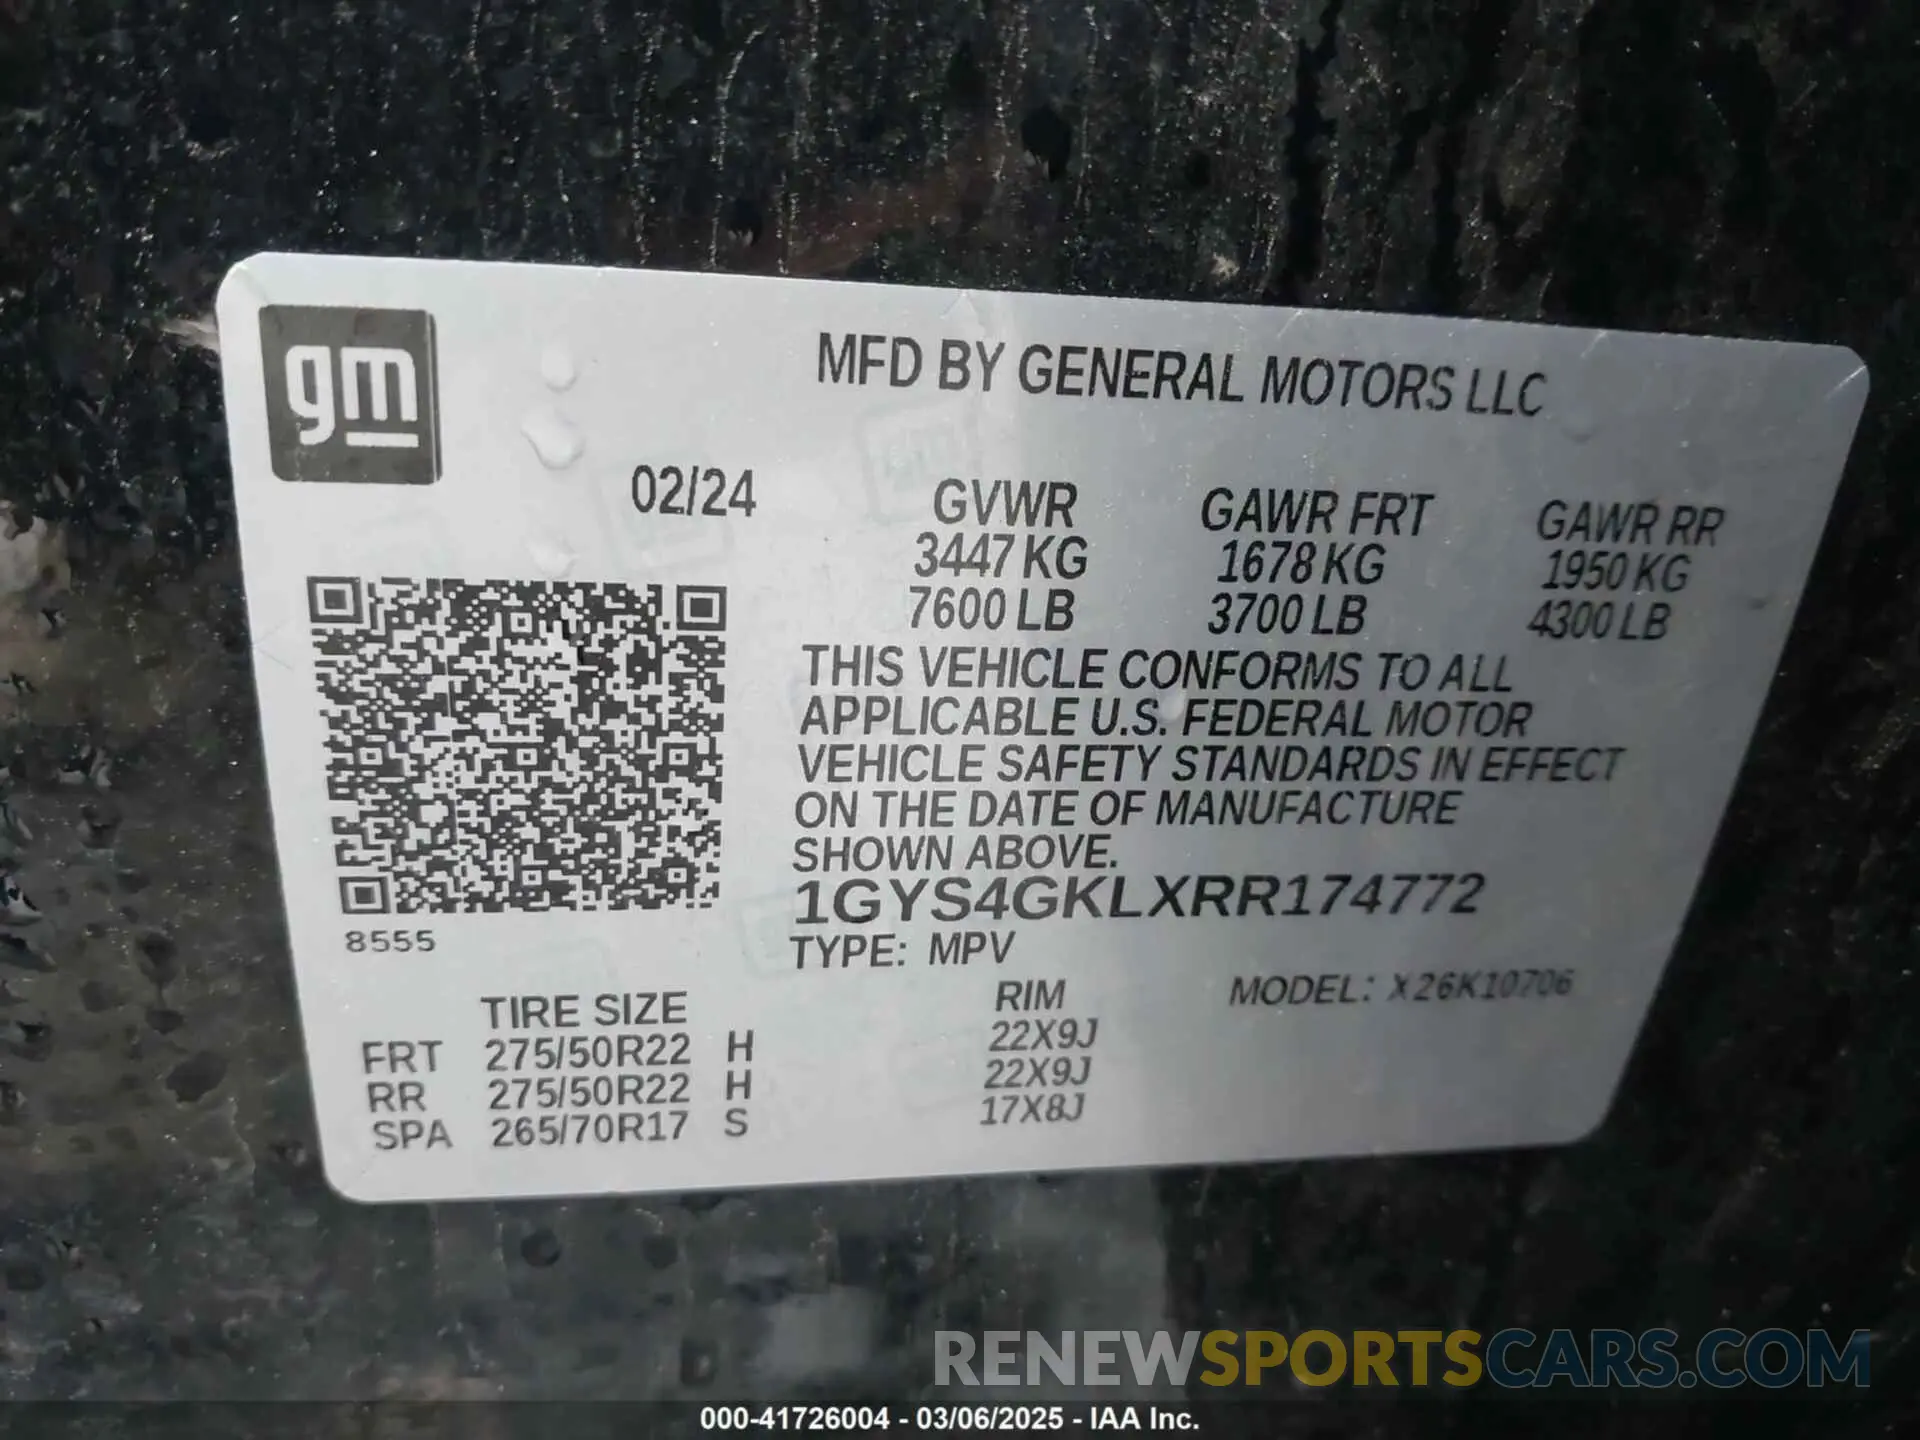 gm
MFD BY GENERAL MOTORS LLC
02/24 GVWR GAWR FRT GAWR RR
3447 KG 1678 KG 1950 KG
7600 LB 3700 LB 4300 LB
THIS VEHICLE CONFORMS TO ALL
APPLICABLE U.S. FEDERAL MOTOR
VEHICLE SAFETY STANDARDS IN EFFECT
ON THE DATE OF MANUFACTURE
SHOWN ABOVE.
1GYS4GKLXRR174772
8555
TYPE: MPV MODEL: X26K10706
TIRE SIZE RIM
FRT 275/50R22 H 22X9J
RR 275/50R22 H 22X9J
SPA 265/70R17 S 17X8J
RENEWSPORTSCARS.COM
000-41726004 - 03/06/2025 - IAA Inc.